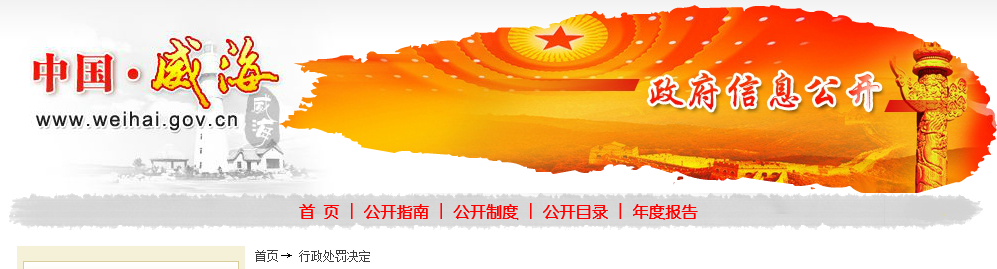 中国·威海
威海
www.weihai.gov.cn
政府信息公开
首 页 | 公开指南 | 公开制度 | 公开目录 | 年度报告
首页→ 行政处罚决定